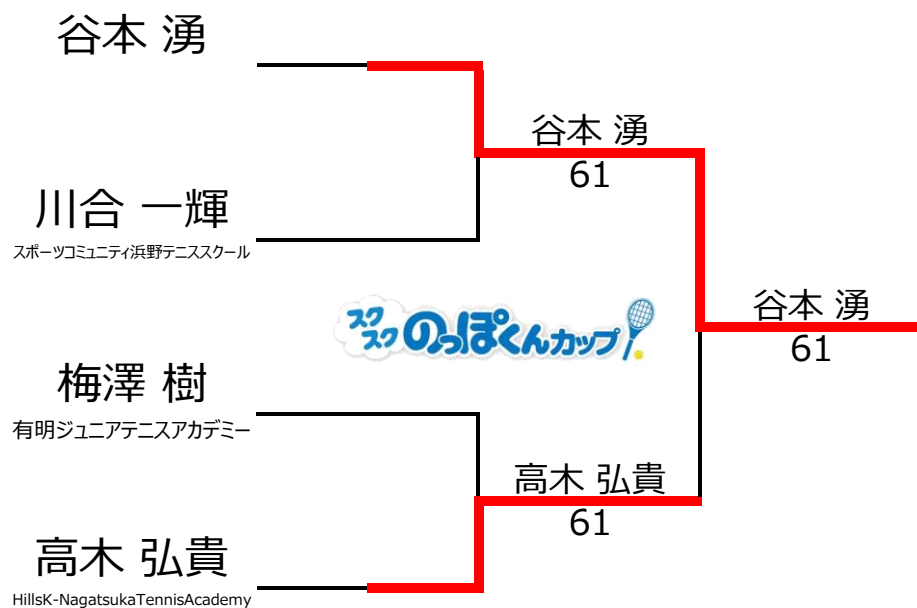 谷本 湧
谷本 湧
61
川合 一輝
スポーツコミュニティ浜野テニススクール
スクスク のっぽくんカップ
谷本 湧
61
梅澤 樹
有明ジュニアテニスアカデミー
高木 弘貴
61
高木 弘貴
HillsK-NagatsukaTennisAcademy